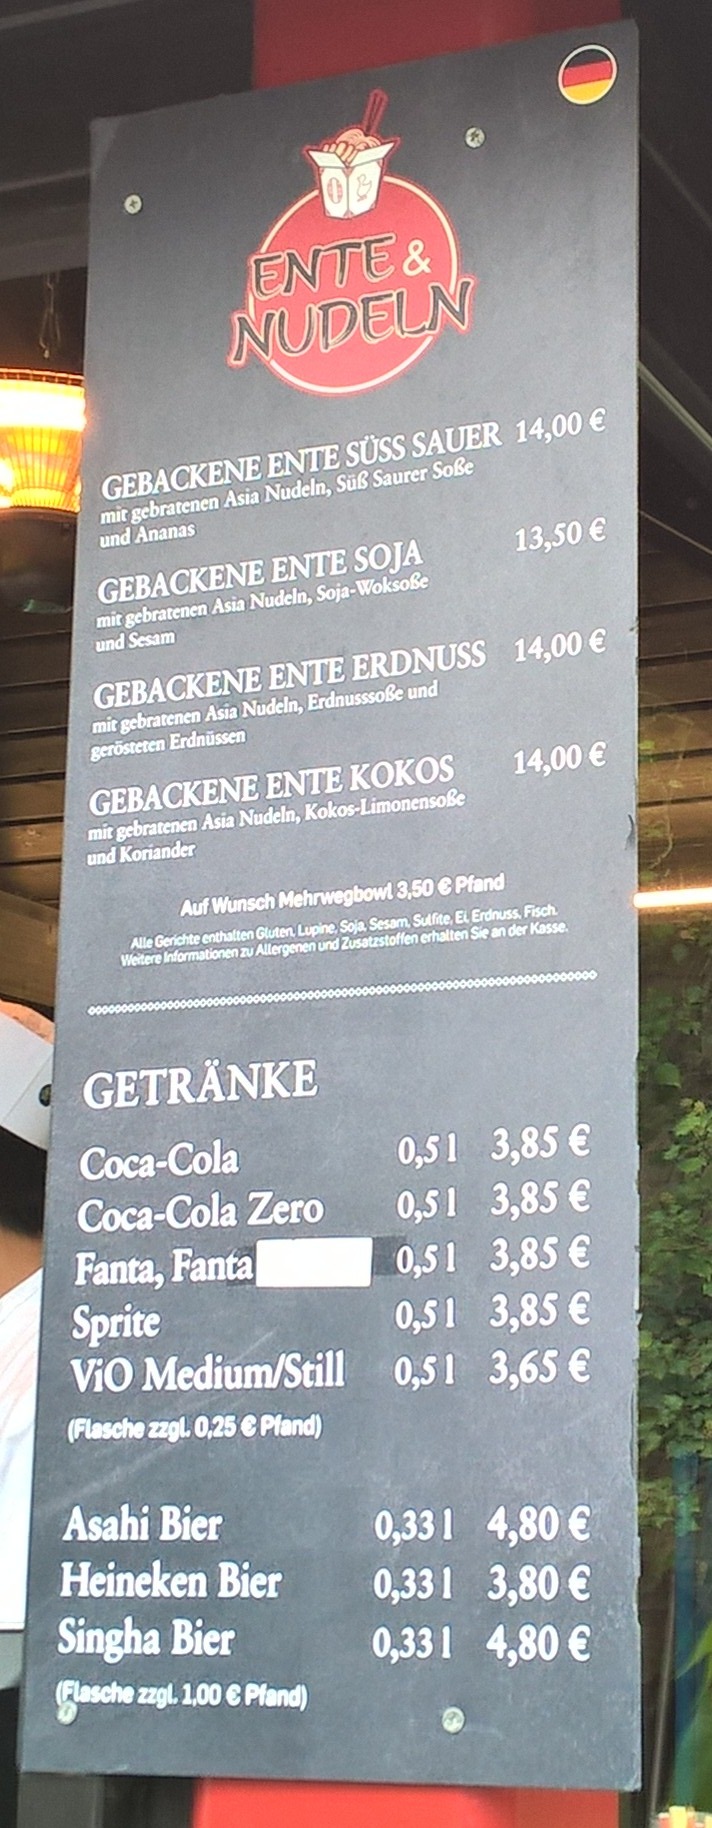 ENTE &
NUDELN
GEBACKENE ENTE SÜSS SAUER 14,00 €
mit gebratenen Asia Nudeln, Süß Saurer Soße
und Ananas
GEBACKENE ENTE SOJA 13,50 €
mit gebratenen Asia Nudeln, Soja-Woksoße
und Sesam
GEBACKENE ENTE ERDNUSS 14,00 €
mit gebratenen Asia Nudeln, Erdnusssoße und
gerösteten Erdnüssen
GEBACKENE ENTE KOKOS 14,00 €
mit gebratenen Asia Nudeln, Kokos-Limonensoße
und Koriander
Auf Wunsch Mehrwegbowl 3,50 € Pfand
Alle Gerichte enthalten Gluten, Lupine, Soja, Sesam, Sulfite, Ei, Erdnuss, Fisch.
Weitere Informationen zu Allergenen und Zusatzstoffen erhalten Sie an der Kasse.
GETRÄNKE
Coca-Cola 0,5 l 3,85 €
Coca-Cola Zero 0,5 l 3,85 €
Fanta, Fanta 0,5 l 3,85 €
Sprite 0,5 l 3,85 €
ViO Medium/Still 0,5 l 3,65 €
(Flasche zzgl. 0,25 € Pfand)
Asahi Bier 0,33 l 4,80 €
Heineken Bier 0,33 l 3,80 €
Singha Bier 0,33 l 4,80 €
(Flasche zzgl. 1,00 € Pfand)